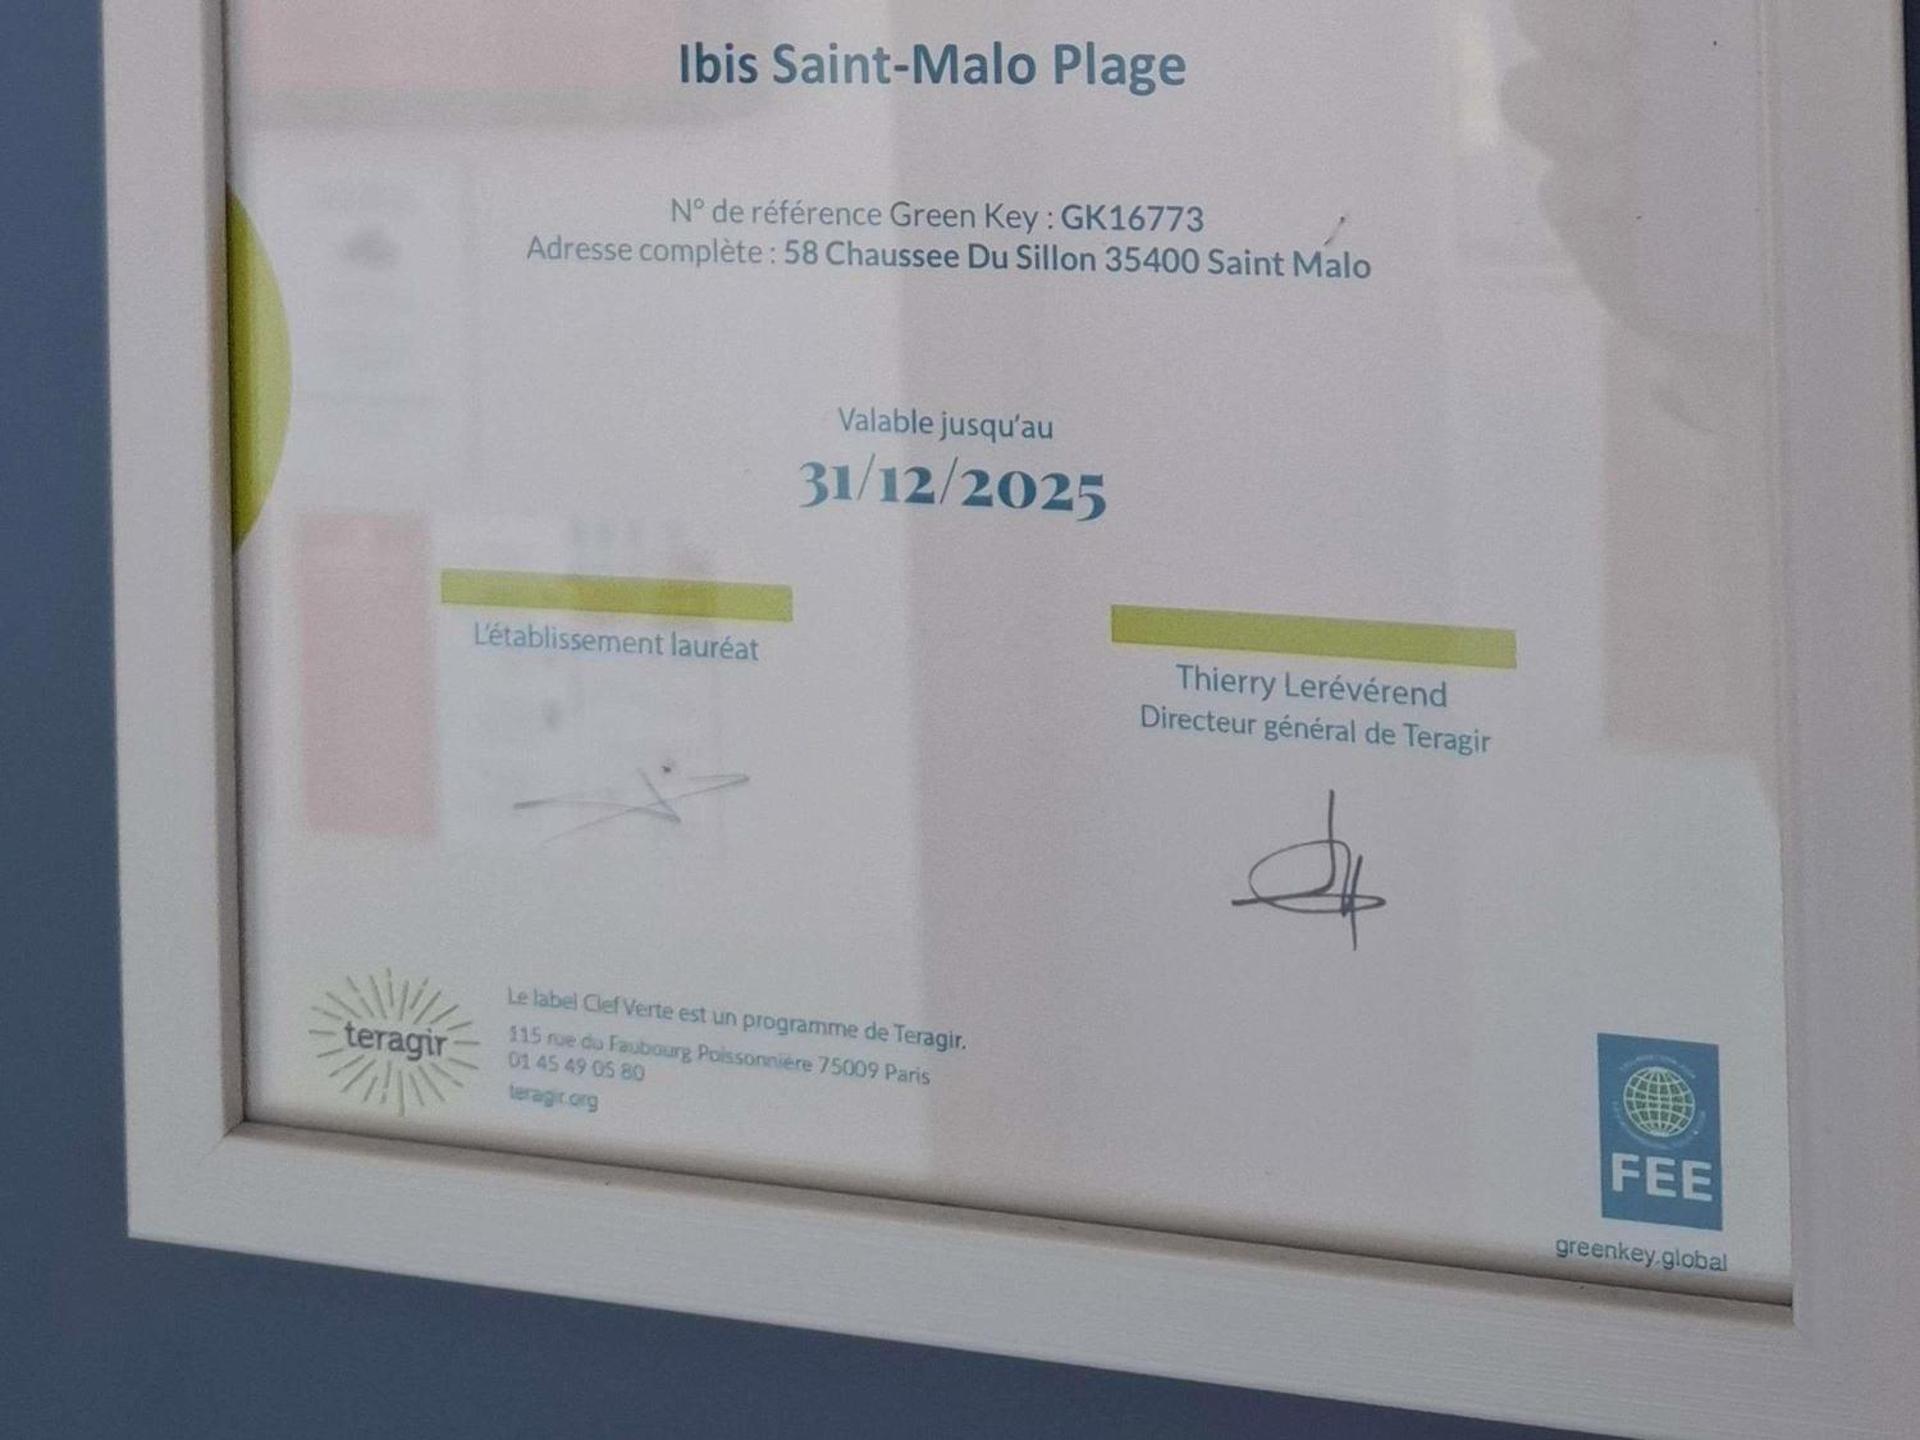 Ibis Saint-Malo Plage
N° de référence Green Key : GK16773
Adresse complète : 58 Chaussee Du Sillon 35400 Saint Malo
Valable jusqu'au
31/12/2025
L'établissement lauréat
Thierry Lerévérend
Directeur général de Teragir
teragir
Le label Clef Verte est un programme de Teragir.
115 rue du Faubourg Poissonnière 75009 Paris
01 45 49 05 80
teragir.org
FEE
greenkey.global